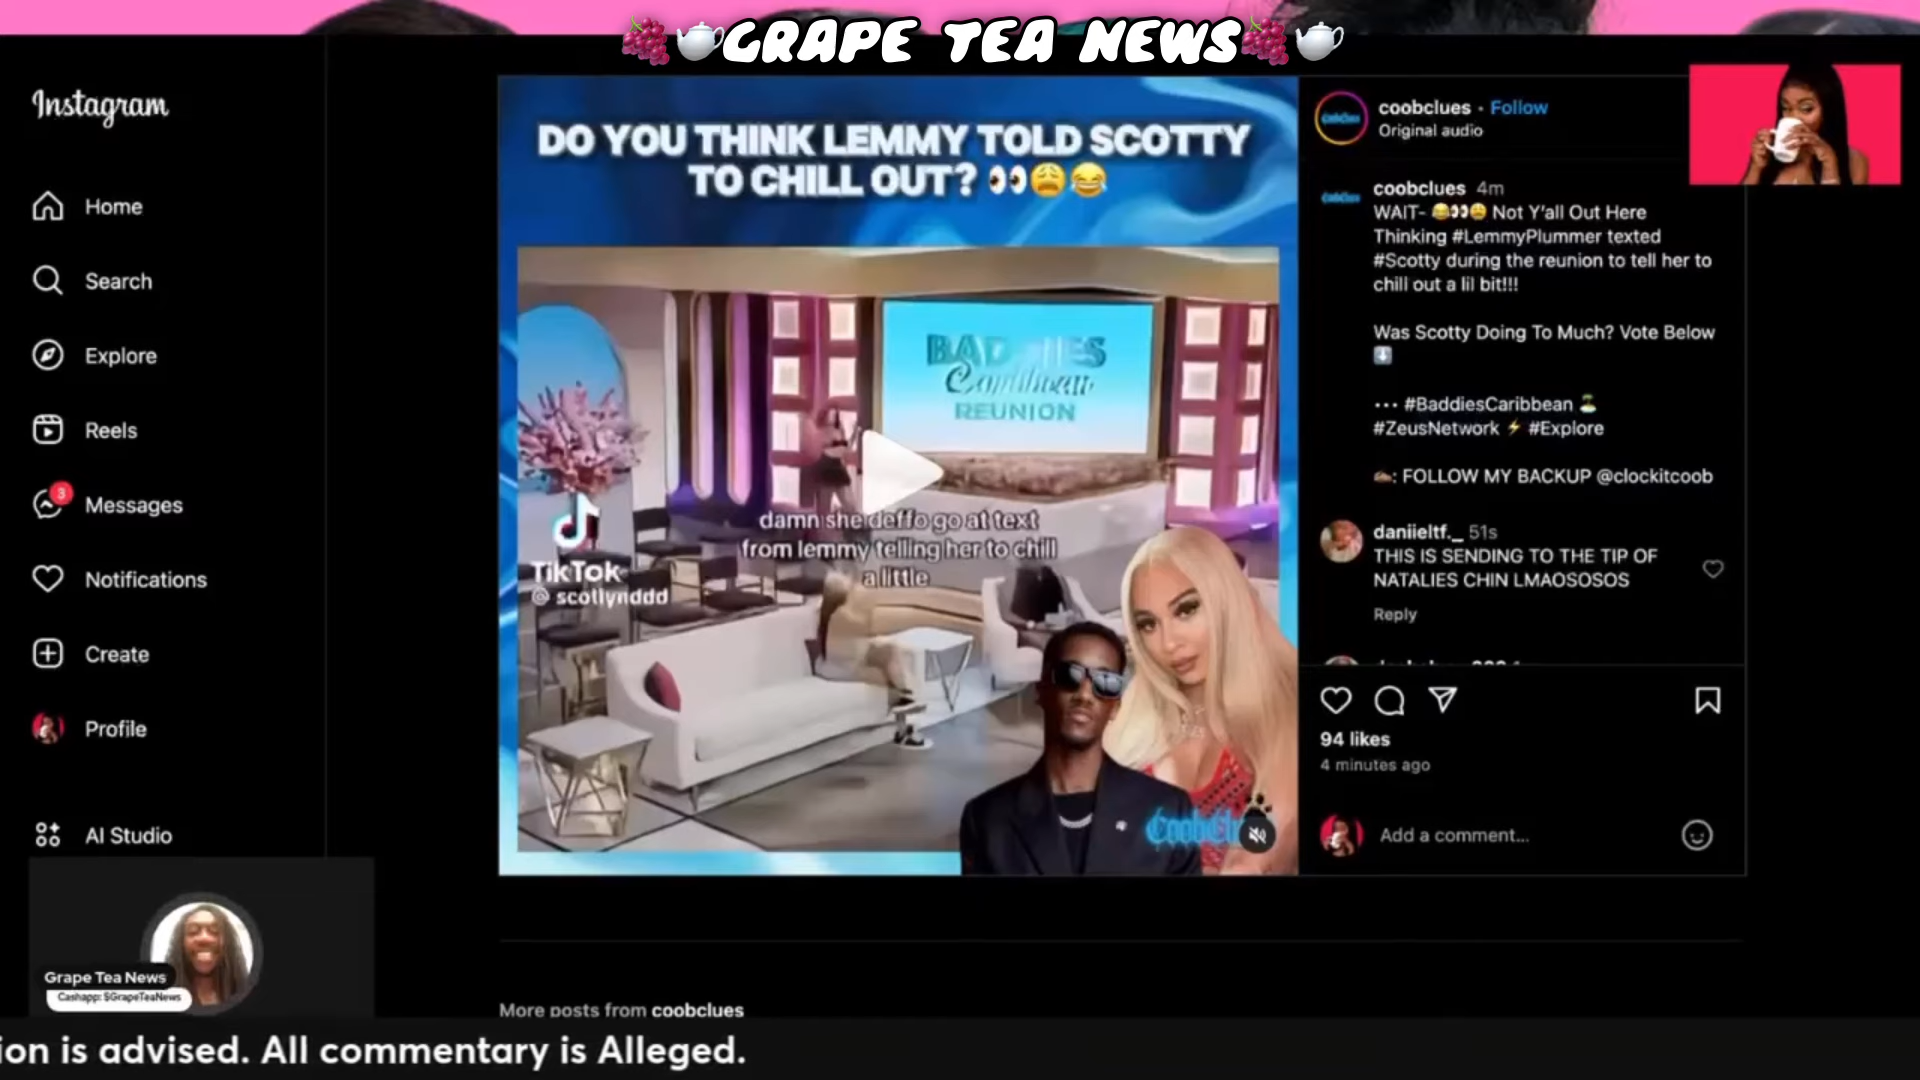 GRAPE TEA NEWS
Instagram
Home
Search
Explore
Reels
3
Messages
Notifications
Create
Profile
AI Studio
Grape Tea News
Cashapp: $GrapeTeaNews
DO YOU THINK LEMMY TOLD SCOTTY
TO CHILL OUT? 👀😩😂
BADDIES
Caribbean
REUNION
damn she deffo go at text
from lemmy telling her to chill
a little
TikTok
@ scotlynddd
coobclues • Follow
Original audio
coobclues 4m
WAIT- 😂👀😩 Not Y'all Out Here
Thinking #LemmyPlummer texted
#Scotty during the reunion to tell her to
chill out a lil bit!!!
Was Scotty Doing To Much? Vote Below
⬇️
••• #BaddiesCaribbean 🏝️
#ZeusNetwork ⚡ #Explore
✍🏾: FOLLOW MY BACKUP @clockitcoob
daniieltf._ 51s
THIS IS SENDING TO THE TIP OF
NATALIES CHIN LMAOSOSOS
Reply
94 likes
4 minutes ago
Add a comment...
More posts from coobclues
ion is advised. All commentary is Alleged.